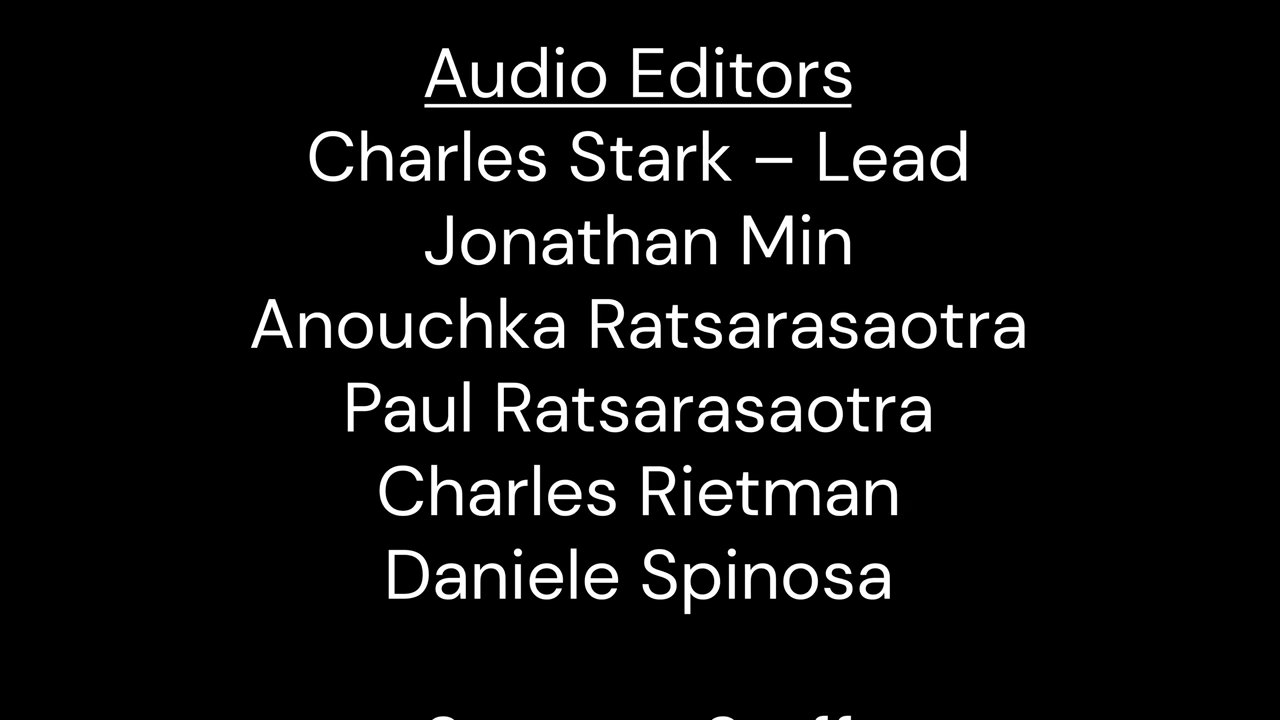 Audio Editors
Charles Stark – Lead
Jonathan Min
Anouchka Ratsarasaotra
Paul Ratsarasaotra
Charles Rietman
Daniele Spinosa